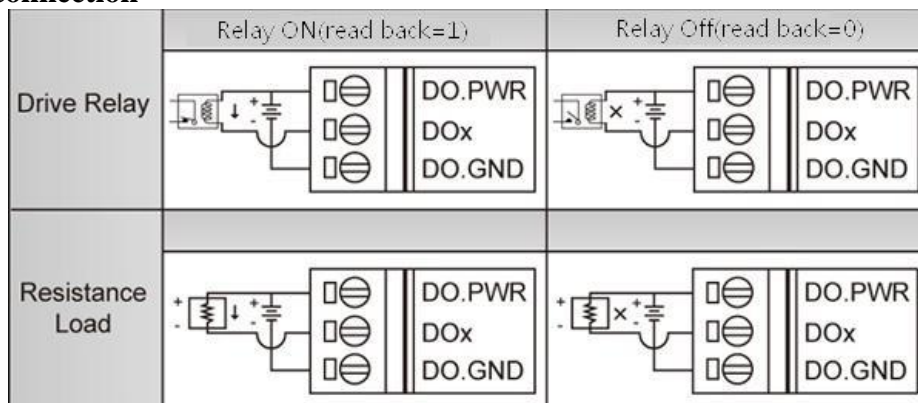 Relay ON(read back=1)
Relay Off(read back=0)
Drive Relay
+
-
DO.PWR
DOx
DO.GND
+
-
DO.PWR
DOx
DO.GND
Resistance
Load
+
-
+
-
DO.PWR
DOx
DO.GND
+
-
+
-
DO.PWR
DOx
DO.GND